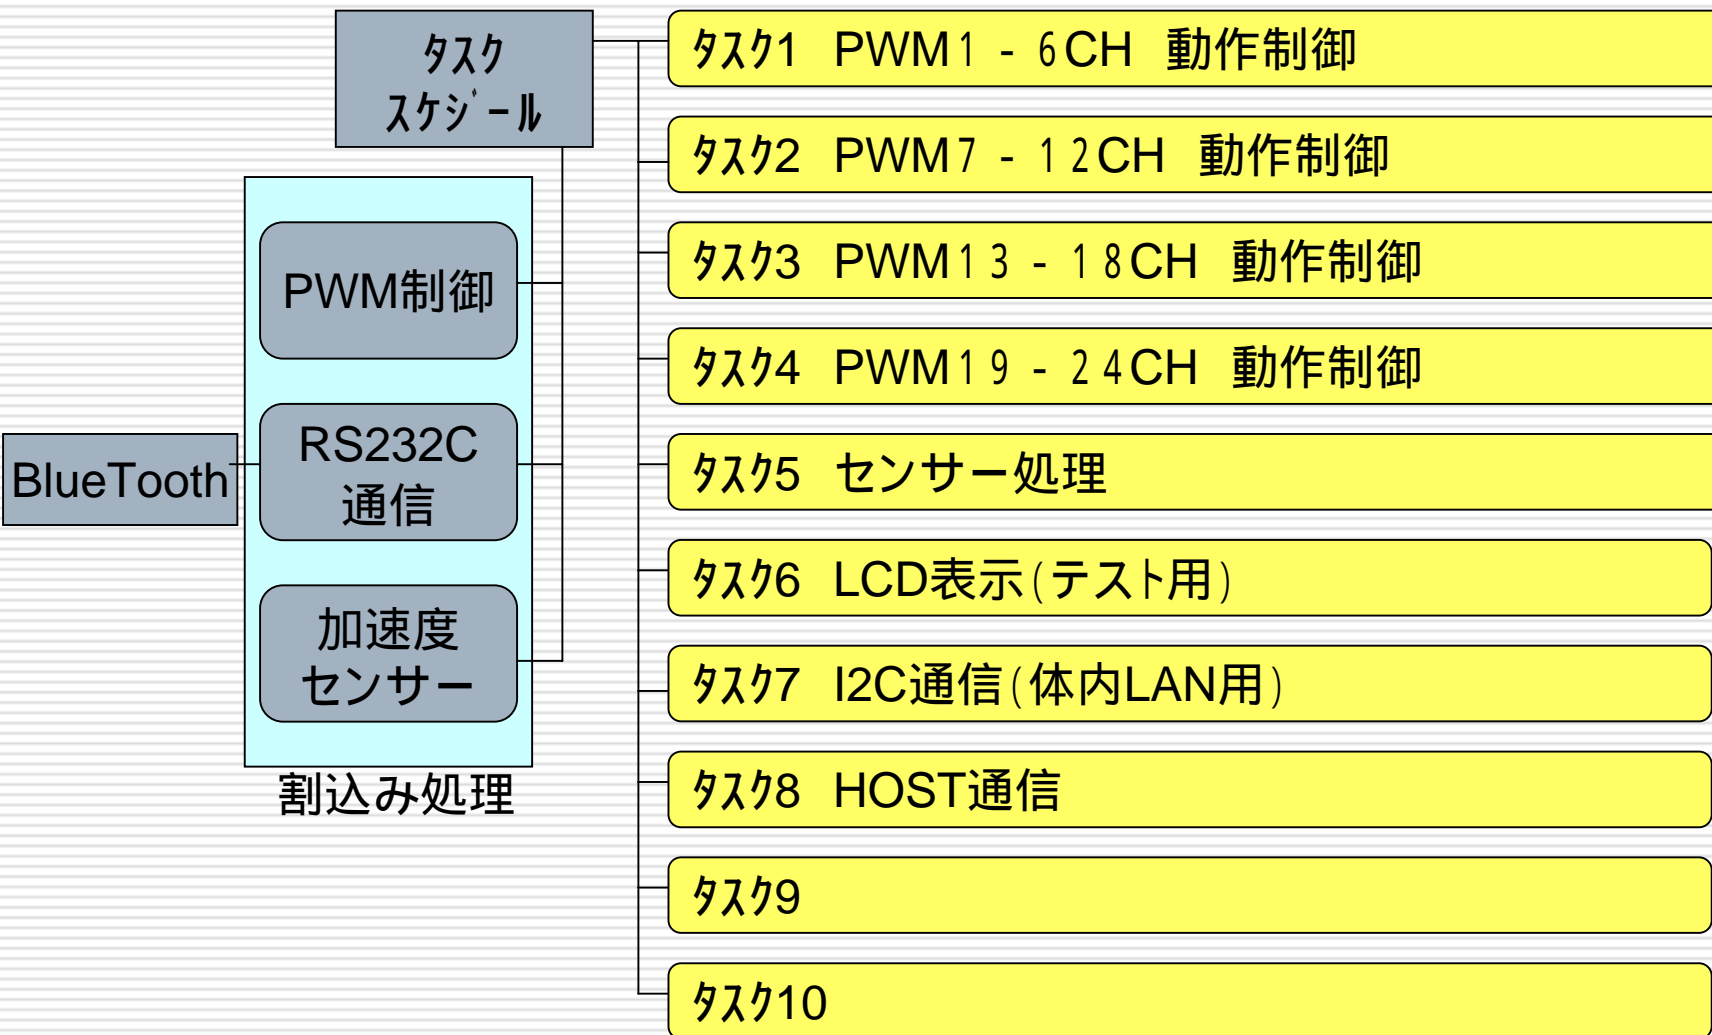 ﾀｽｸ
ｽｹｼﾞｰﾙ
PWM制御
BlueTooth
RS232C
通信
加速度
センサー
割込み処理
ﾀｽｸ1 PWM１‐６CH 動作制御
ﾀｽｸ2 PWM７‐１２CH 動作制御
ﾀｽｸ3 PWM１３‐１８CH 動作制御
ﾀｽｸ4 PWM１９‐２４CH 動作制御
ﾀｽｸ5 センサー処理
ﾀｽｸ6 LCD表示(テスト用)
ﾀｽｸ7 I2C通信(体内LAN用)
ﾀｽｸ8 HOST通信
ﾀｽｸ9
ﾀｽｸ10